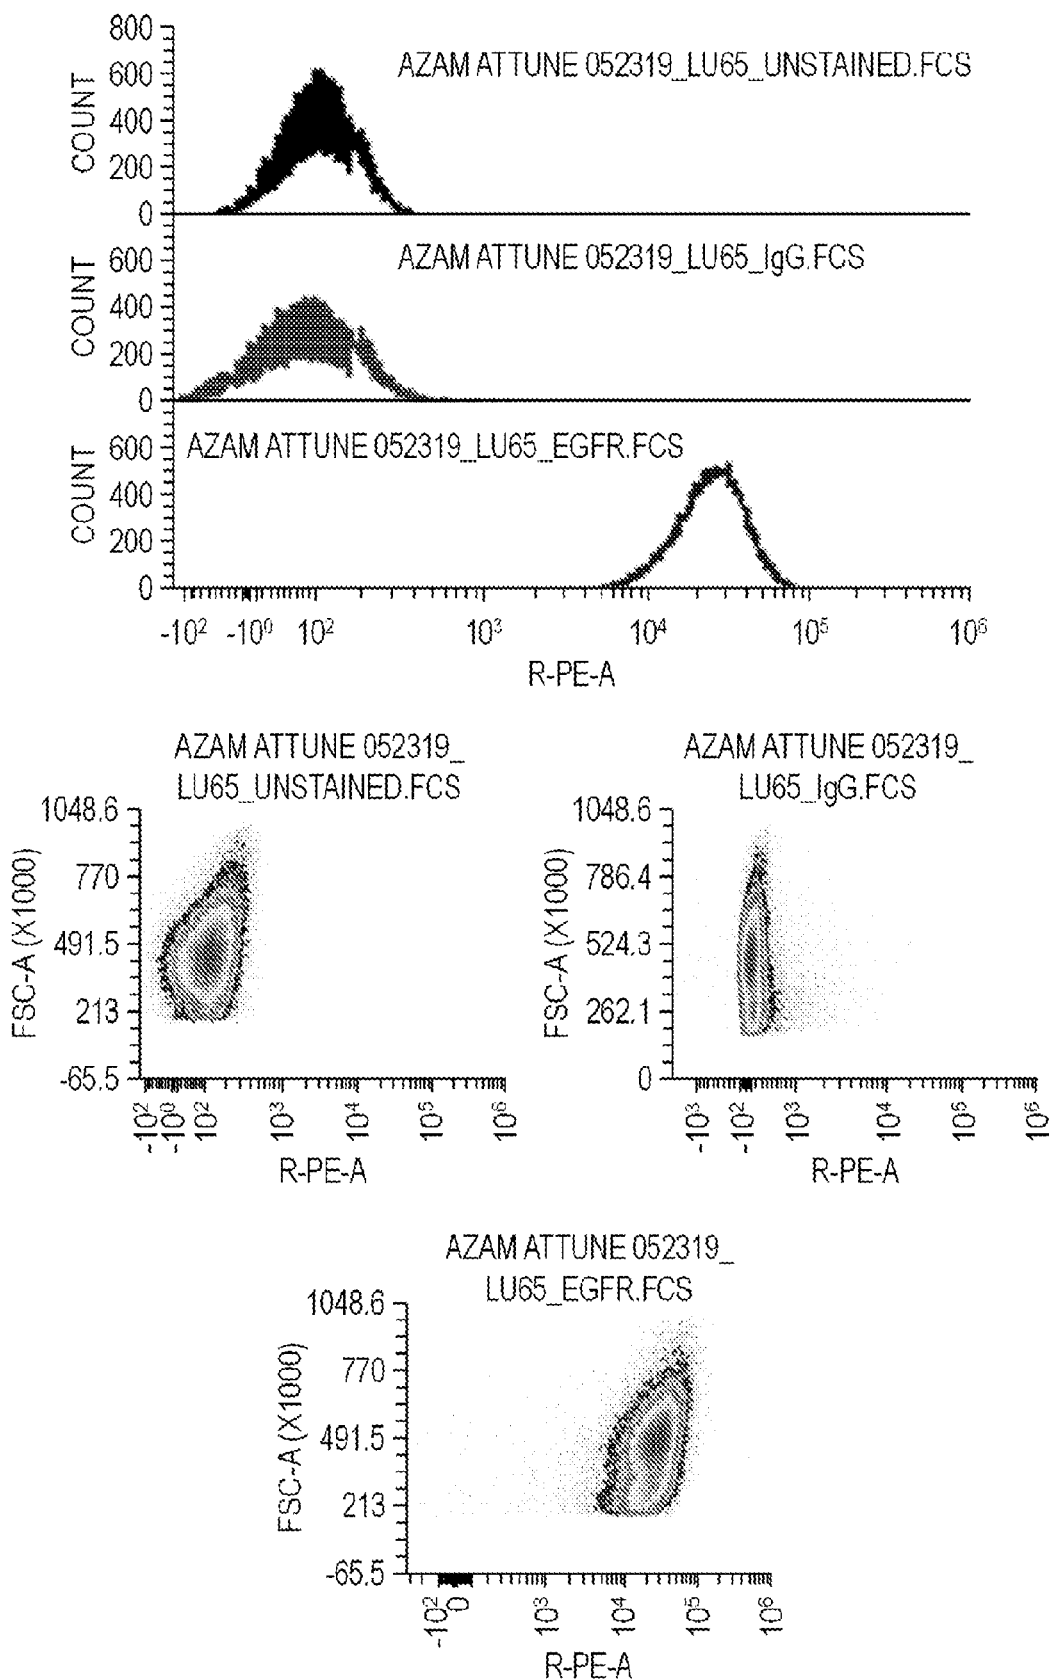 800
600
400
200
0
COUNT
AZAM ATTUNE 052319_LU65_UNSTAINED.FCS
600
400
200
0
COUNT
AZAM ATTUNE 052319_LU65_IgG.FCS
600
400
200
0
COUNT
AZAM ATTUNE 052319_LU65_EGFR.FCS
-10² -10⁰ 10² 10³ 10⁴ 10⁵ 10⁶
R-PE-A
AZAM ATTUNE 052319_
LU65_UNSTAINED.FCS
1048.6
770
491.5
213
-65.5
FSC-A (X1000)
-10² -10⁰ 10² 10³ 10⁴ 10⁵ 10⁶
R-PE-A
AZAM ATTUNE 052319_
LU65_IgG.FCS
1048.6
786.4
524.3
262.1
0
FSC-A (X1000)
-10³ -10² 10³ 10⁴ 10⁵ 10⁶
R-PE-A
AZAM ATTUNE 052319_
LU65_EGFR.FCS
1048.6
770
491.5
213
-65.5
FSC-A (X1000)
-10² 0 10³ 10⁴ 10⁵ 10⁶
R-PE-A